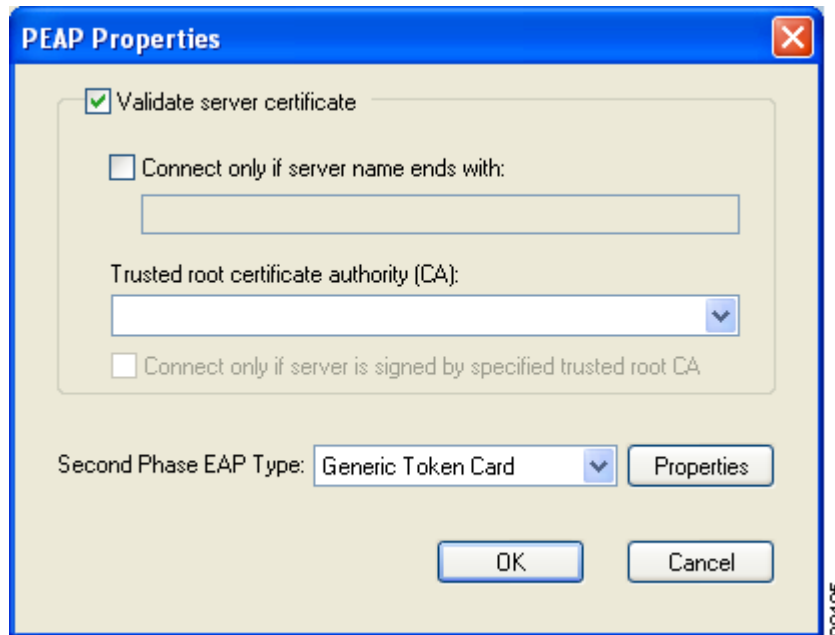 PEAP Properties
Validate server certificate
Connect only if server name ends with:
Trusted root certificate authority (CA):
Connect only if server is signed by specified trusted root CA
Second Phase EAP Type: Generic Token Card Properties
OK Cancel